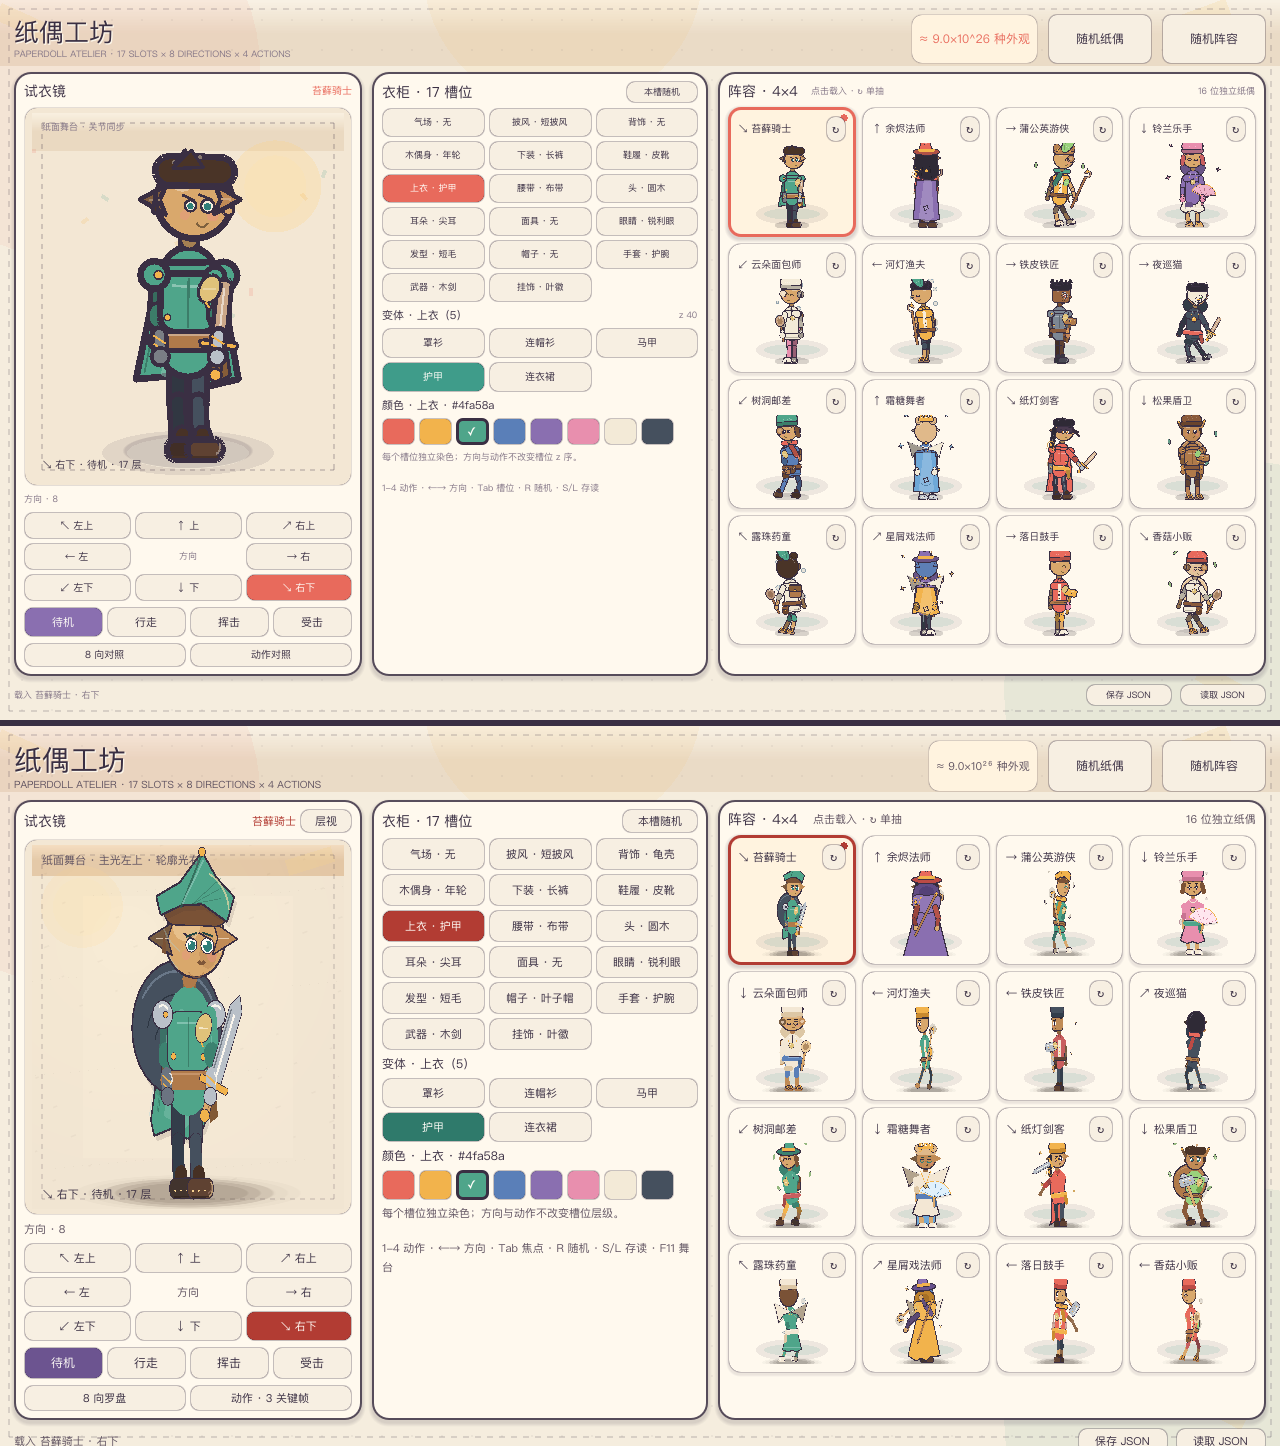 纸偶工坊
PAPERDOLL ATELIER · 17 SLOTS × 8 DIRECTIONS × 4 ACTIONS
≈ 9.0×10^26 种外观
随机纸偶
随机阵容
试衣镜
苔藓骑士
纸面舞台 · 关节同步
↘ 右下 · 待机 · 17 层
方向 · 8
↖ 左上
↑ 上
↗ 右上
← 左
方向
→ 右
↙ 左下
↓ 下
↘ 右下
待机
行走
挥击
受击
8 向对照
动作对照
衣柜 · 17 槽位
本槽随机
气场 · 无
披风 · 短披风
背饰 · 无
木偶身 · 年轮
下装 · 长裤
鞋履 · 皮靴
上衣 · 护甲
腰带 · 布带
头 · 圆木
耳朵 · 尖耳
面具 · 无
眼睛 · 锐利眼
发型 · 短毛
帽子 · 无
手套 · 护腕
武器 · 木剑
挂饰 · 叶徽
变体 · 上衣 (5)
z 40
罩衫
连帽衫
马甲
护甲
连衣裙
颜色 · 上衣 · #4fa58a
✓
每个槽位独立染色；方向与动作不改变槽位 z 序。
1–4 动作 · ←→ 方向 · Tab 槽位 · R 随机 · S/L 存读
阵容 · 4×4
点击载入 · ↻ 单抽
16 位独立纸偶
↘ 苔藓骑士
↻
↑ 余烬法师
↻
→ 蒲公英游侠
↻
↓ 铃兰乐手
↻
↙ 云朵面包师
↻
← 河灯渔夫
↻
→ 铁皮铁匠
↻
→ 夜巡猫
↻
↙ 树洞邮差
↻
↑ 霜糖舞者
↻
↘ 纸灯剑客
↻
↓ 松果盾卫
↻
↖ 露珠药童
↻
↗ 星屑戏法师
↻
→ 落日鼓手
↻
↘ 香菇小贩
↻
载入 苔藓骑士 · 右下
保存 JSON
读取 JSON
纸偶工坊
PAPERDOLL ATELIER · 17 SLOTS × 8 DIRECTIONS × 4 ACTIONS
≈ 9.0×10²⁶ 种外观
随机纸偶
随机阵容
试衣镜
苔藓骑士
层视
纸面舞台 · 主光左上 · 轮廓光
↘ 右下 · 待机 · 17 层
方向 · 8
↖ 左上
↑ 上
↗ 右上
← 左
方向
→ 右
↙ 左下
↓ 下
↘ 右下
待机
行走
挥击
受击
8 向罗盘
动作 · 3 关键帧
衣柜 · 17 槽位
本槽随机
气场 · 无
披风 · 短披风
背饰 · 龟壳
木偶身 · 年轮
下装 · 长裤
鞋履 · 皮靴
上衣 · 护甲
腰带 · 布带
头 · 圆木
耳朵 · 尖耳
面具 · 无
眼睛 · 锐利眼
发型 · 短毛
帽子 · 叶子帽
手套 · 护腕
武器 · 木剑
挂饰 · 叶徽
变体 · 上衣 (5)
罩衫
连帽衫
马甲
护甲
连衣裙
颜色 · 上衣 · #4fa58a
✓
每个槽位独立染色；方向与动作不改变槽位层级。
1–4 动作 · ←→ 方向 · Tab 焦点 · R 随机 · S/L 存读 · F11 舞
台
阵容 · 4×4
点击载入 · ↻ 单抽
16 位独立纸偶
↘ 苔藓骑士
↻
↑ 余烬法师
↻
→ 蒲公英游侠
↻
↓ 铃兰乐手
↻
↓ 云朵面包师
↻
← 河灯渔夫
↻
← 铁皮铁匠
↻
↗ 夜巡猫
↻
↙ 树洞邮差
↻
↓ 霜糖舞者
↻
↘ 纸灯剑客
↻
↓ 松果盾卫
↻
↖ 露珠药童
↻
↗ 星屑戏法师
↻
← 落日鼓手
↻
← 香菇小贩
↻
载入 苔藓骑士 · 右下
保存 JSON
读取 JSON